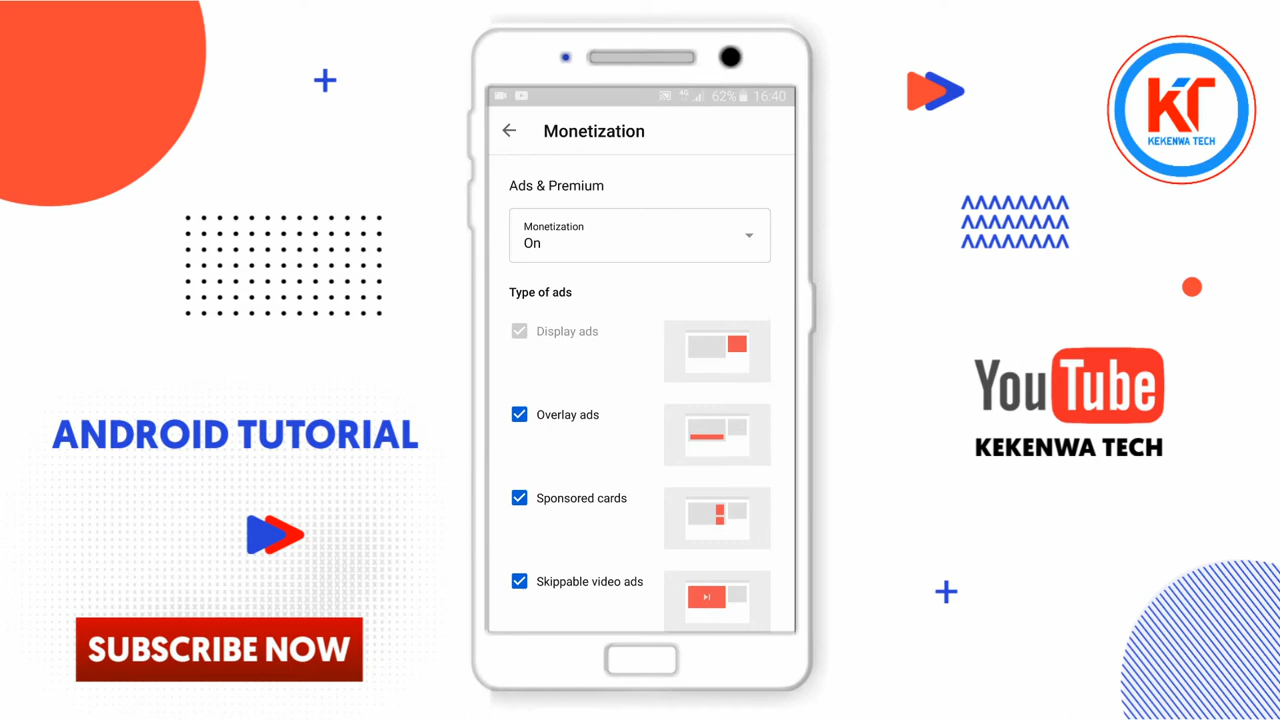 4G 62% 16:40
Monetization
Ads & Premium
Monetization
On
Type of ads
Display ads
Overlay ads
Sponsored cards
Skippable video ads
ANDROID TUTORIAL
SUBSCRIBE NOW
KT
KEKENWA TECH
YouTube
KEKENWA TECH